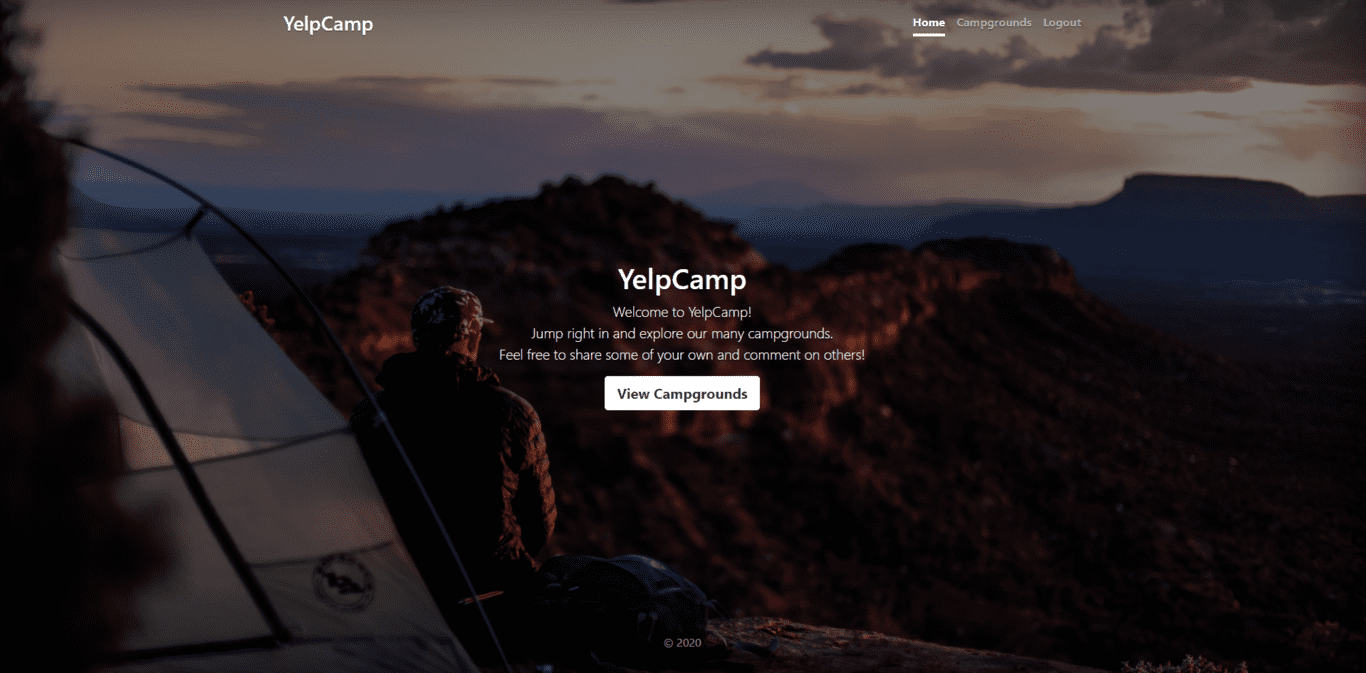 YelpCamp
Home Campgrounds Logout
YelpCamp
Welcome to YelpCamp!
Jump right in and explore our many campgrounds.
Feel free to share some of your own and comment on others!
View Campgrounds
© 2020